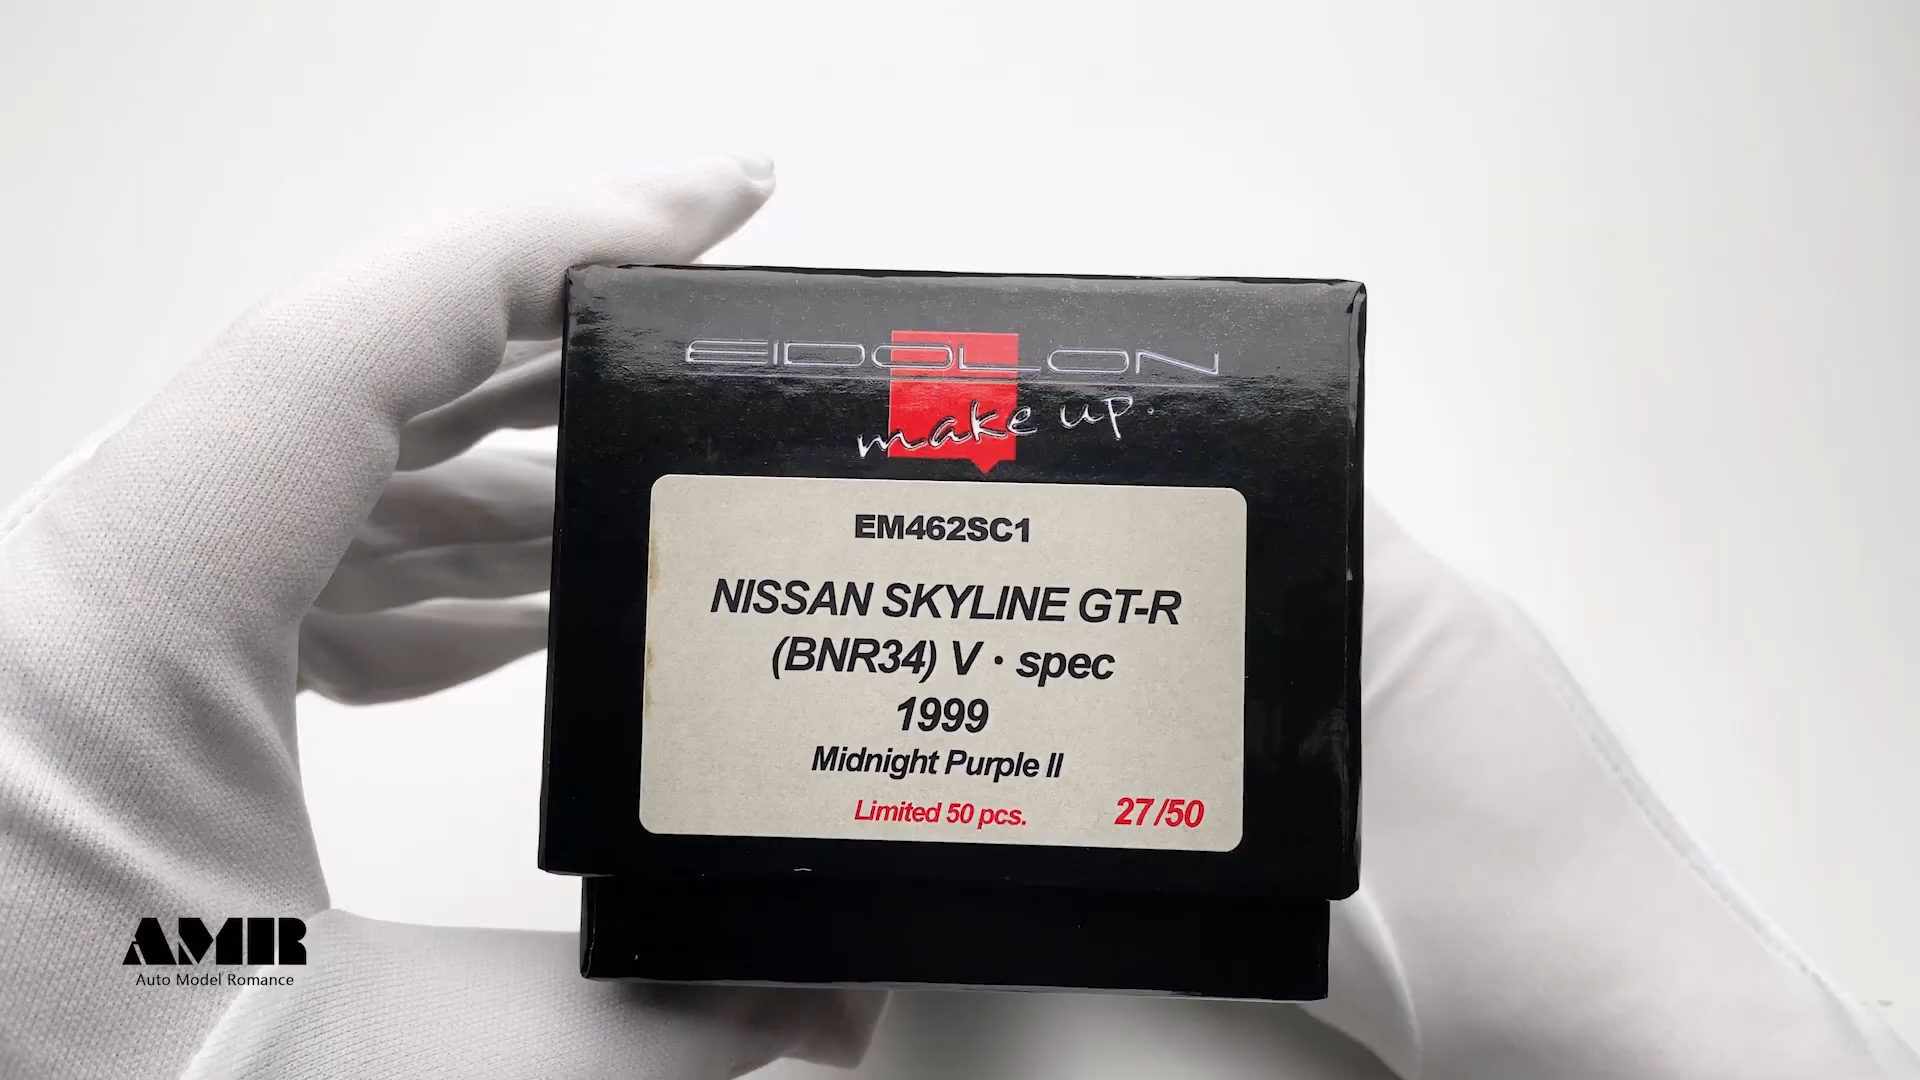 EIDOLON
make up.
EM462SC1
NISSAN SKYLINE GT-R
(BNR34) V · spec
1999
Midnight Purple II
Limited 50 pcs. 27/50
AMR
Auto Model Romance